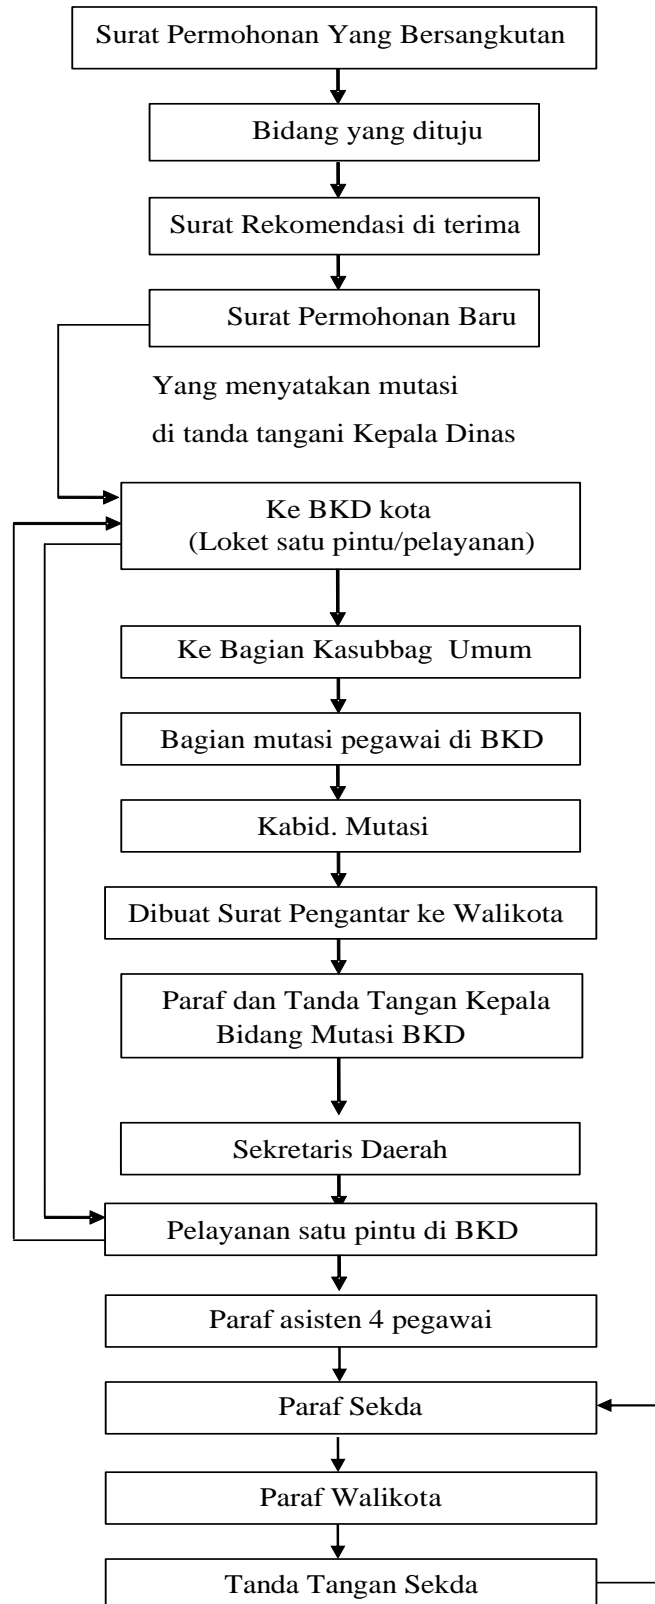 Surat Permohonan Yang Bersangkutan
Bidang yang dituju
Surat Rekomendasi di terima
Surat Permohonan Baru
Yang menyatakan mutasi
di tanda tangani Kepala Dinas
Ke BKD kota
(Loket satu pintu/pelayanan)
Ke Bagian Kasubbag Umum
Bagian mutasi pegawai di BKD
Kabid. Mutasi
Dibuat Surat Pengantar ke Walikota
Paraf dan Tanda Tangan Kepala
Bidang Mutasi BKD
Sekretaris Daerah
Pelayanan satu pintu di BKD
Paraf asisten 4 pegawai
Paraf Sekda
Paraf Walikota
Tanda Tangan Sekda